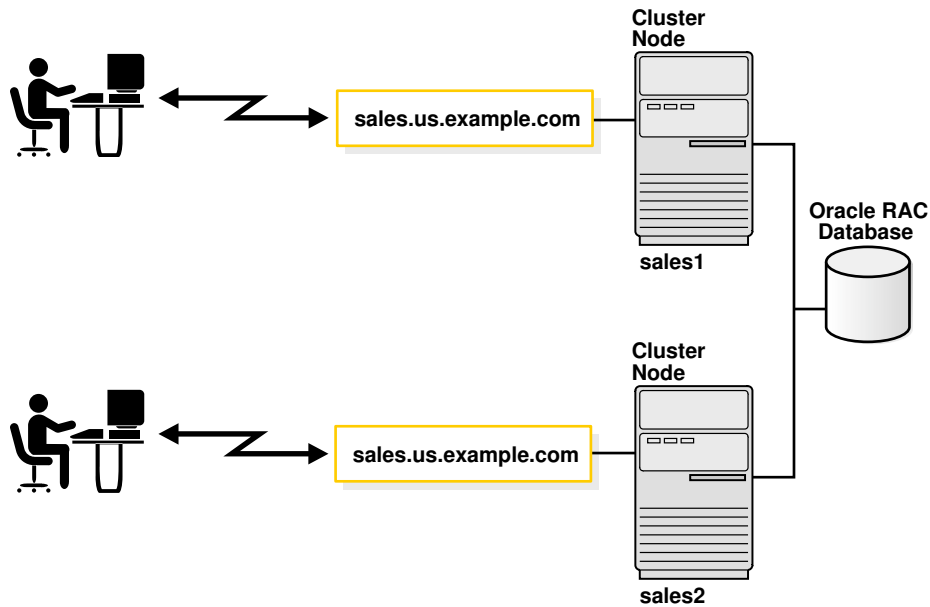 Cluster
Node
sales.us.example.com
sales1
Oracle RAC
Database
Cluster
Node
sales.us.example.com
sales2